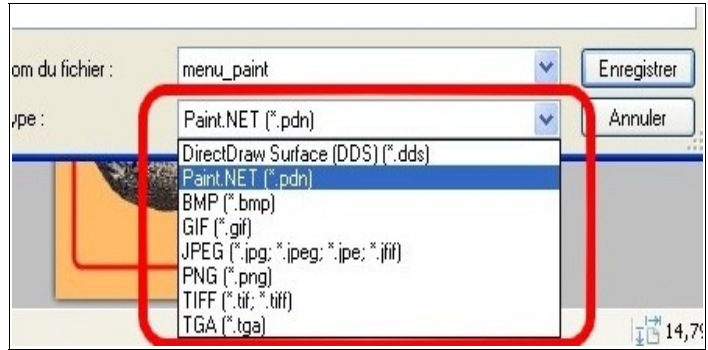 om du fichier :
menu_paint
Enregistrer
ype :
Paint.NET (*.pdn)
Annuler
DirectDraw Surface (DDS) (*.dds)
Paint.NET (*.pdn)
BMP (*.bmp)
GIF (*.gif)
JPEG (*.jpg; *.jpeg; *.jpe; *.jfif)
PNG (*.png)
TIFF (*.tif; *.tiff)
TGA (*.tga)
14,79